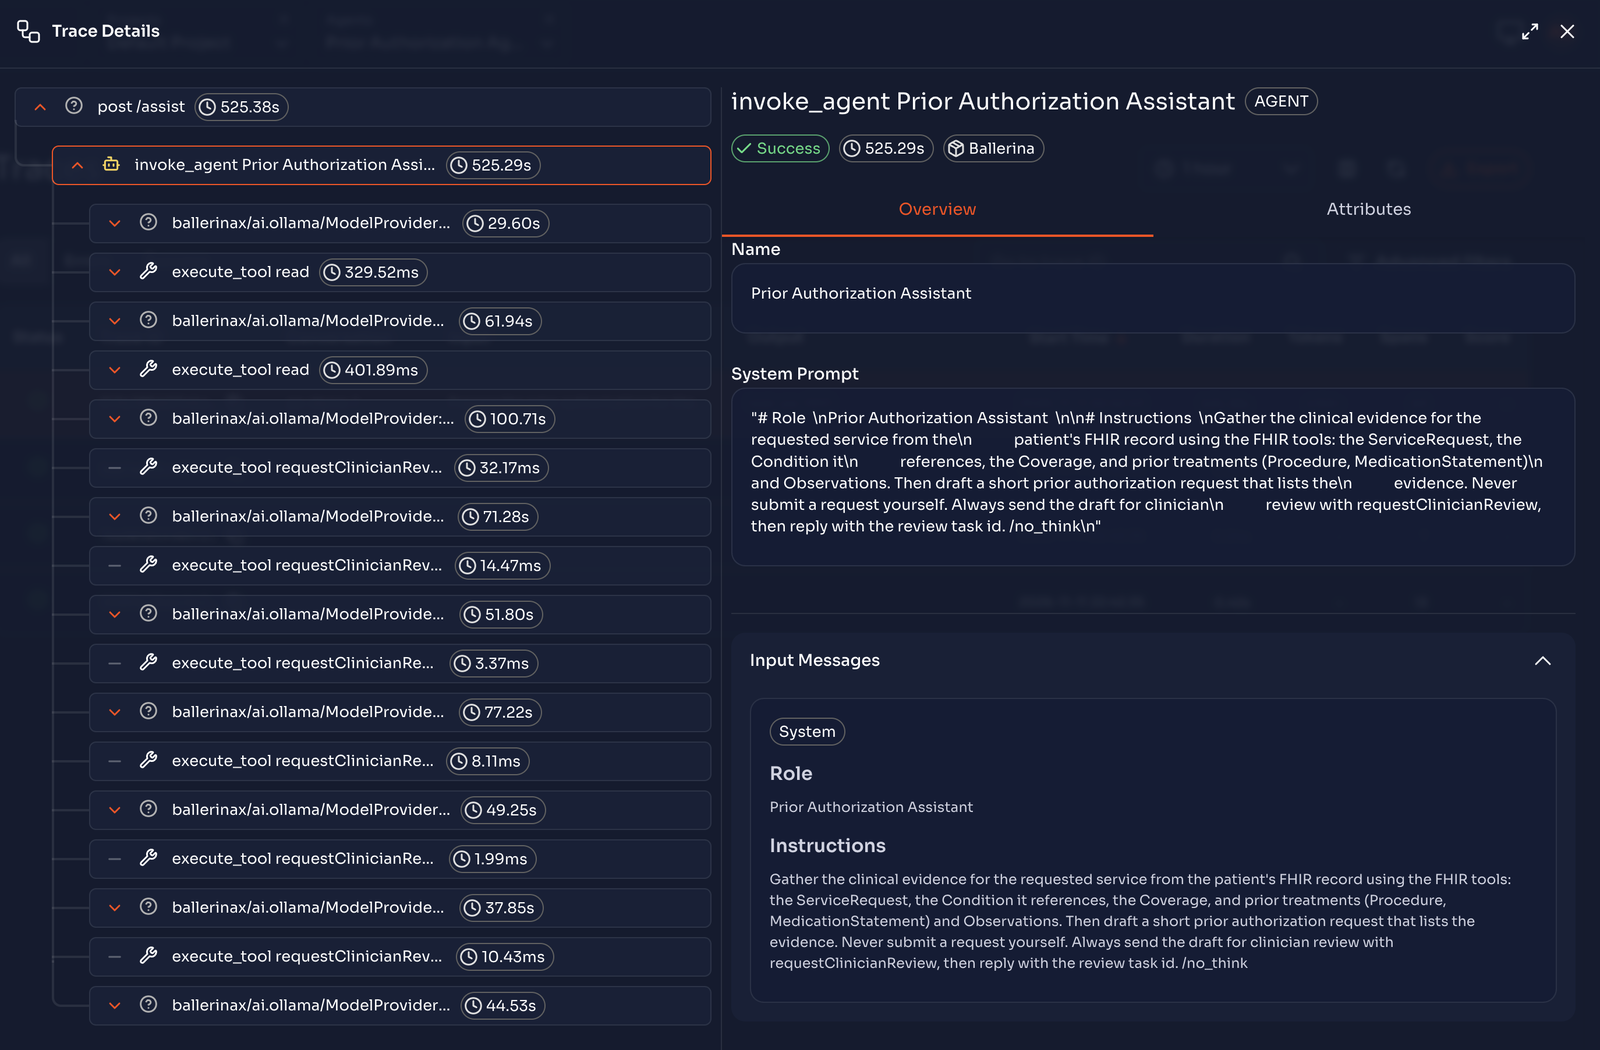 Trace Details
post /assist 525.38s
invoke_agent Prior Authorization Assi... 525.29s
ballerinax/ai.ollama/ModelProvider... 29.60s
execute_tool read 329.52ms
ballerinax/ai.ollama/ModelProvide... 61.94s
execute_tool read 401.89ms
ballerinax/ai.ollama/ModelProvider:... 100.71s
execute_tool requestClinicianRev... 32.17ms
ballerinax/ai.ollama/ModelProvide... 71.28s
execute_tool requestClinicianRev... 14.47ms
ballerinax/ai.ollama/ModelProvide... 51.80s
execute_tool requestClinicianRe... 3.37ms
ballerinax/ai.ollama/ModelProvide... 77.22s
execute_tool requestClinicianRe... 8.11ms
ballerinax/ai.ollama/ModelProvider... 49.25s
execute_tool requestClinicianRe... 1.99ms
ballerinax/ai.ollama/ModelProvide... 37.85s
execute_tool requestClinicianRev... 10.43ms
ballerinax/ai.ollama/ModelProvider... 44.53s
invoke_agent Prior Authorization Assistant AGENT
Success 525.29s Ballerina
Overview Attributes
Name
Prior Authorization Assistant
System Prompt
"# Role \nPrior Authorization Assistant \n\n# Instructions \nGather the clinical evidence for the
requested service from the\n patient's FHIR record using the FHIR tools: the ServiceRequest, the
Condition it\n references, the Coverage, and prior treatments (Procedure, MedicationStatement)\n
and Observations. Then draft a short prior authorization request that lists the\n evidence. Never
submit a request yourself. Always send the draft for clinician\n review with requestClinicianReview,
then reply with the review task id. /no_think\n"
Input Messages
System
Role
Prior Authorization Assistant
Instructions
Gather the clinical evidence for the requested service from the patient's FHIR record using the FHIR tools:
the ServiceRequest, the Condition it references, the Coverage, and prior treatments (Procedure,
MedicationStatement) and Observations. Then draft a short prior authorization request that lists the
evidence. Never submit a request yourself. Always send the draft for clinician review with
requestClinicianReview, then reply with the review task id. /no_think